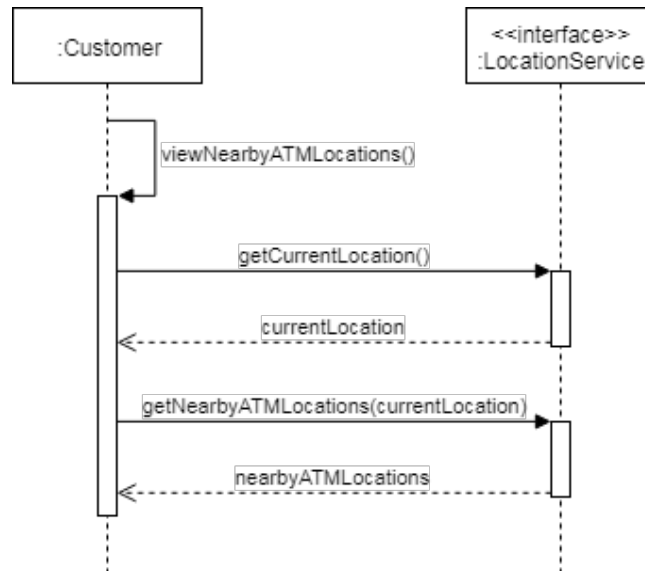 :Customer
<<interface>>
:LocationService
viewNearbyATMLocations()
getCurrentLocation()
currentLocation
getNearbyATMLocations(currentLocation)
nearbyATMLocations